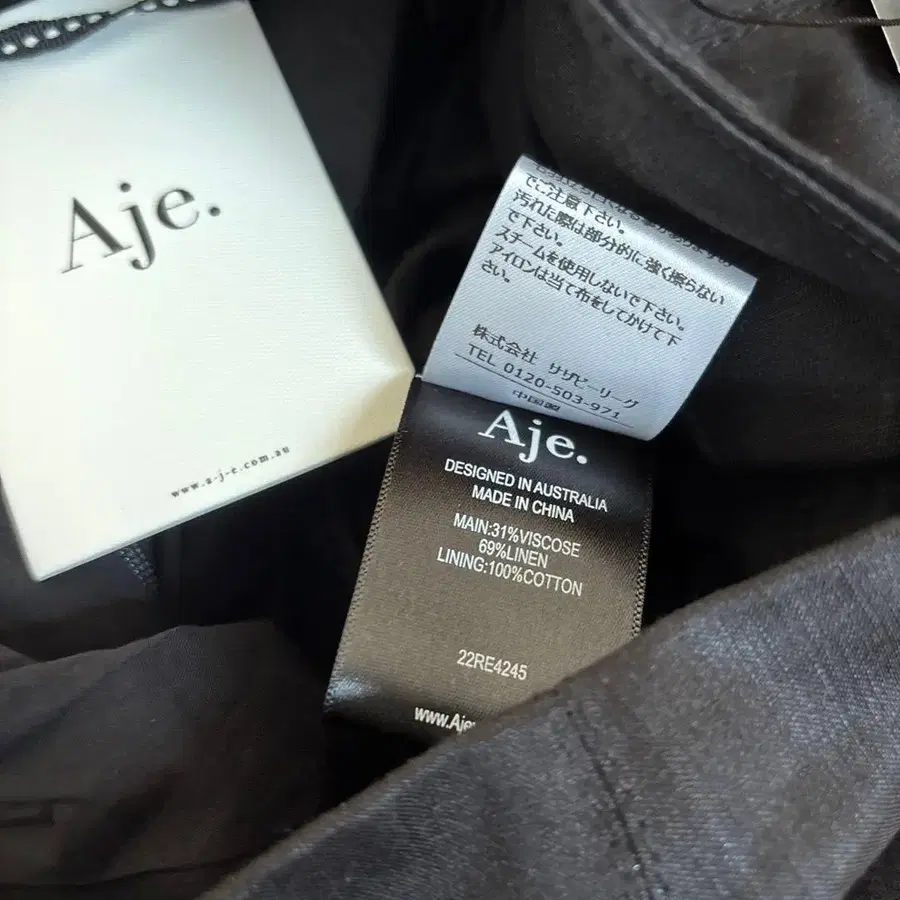 Aje.
www.a-j-e.com.au
でご注意下さい。
汚れた際は部分的に強く擦らない
で下さい。
スチームを使用しないで下さい。
アイロンは当て布をしてかけて下
さい。
株式会社 サザビーリーグ
TEL 0120-503-971
中国製
Aje.
DESIGNED IN AUSTRALIA
MADE IN CHINA
MAIN:31%VISCOSE
69%LINEN
LINING:100%COTTON
22RE4245
www.Aje